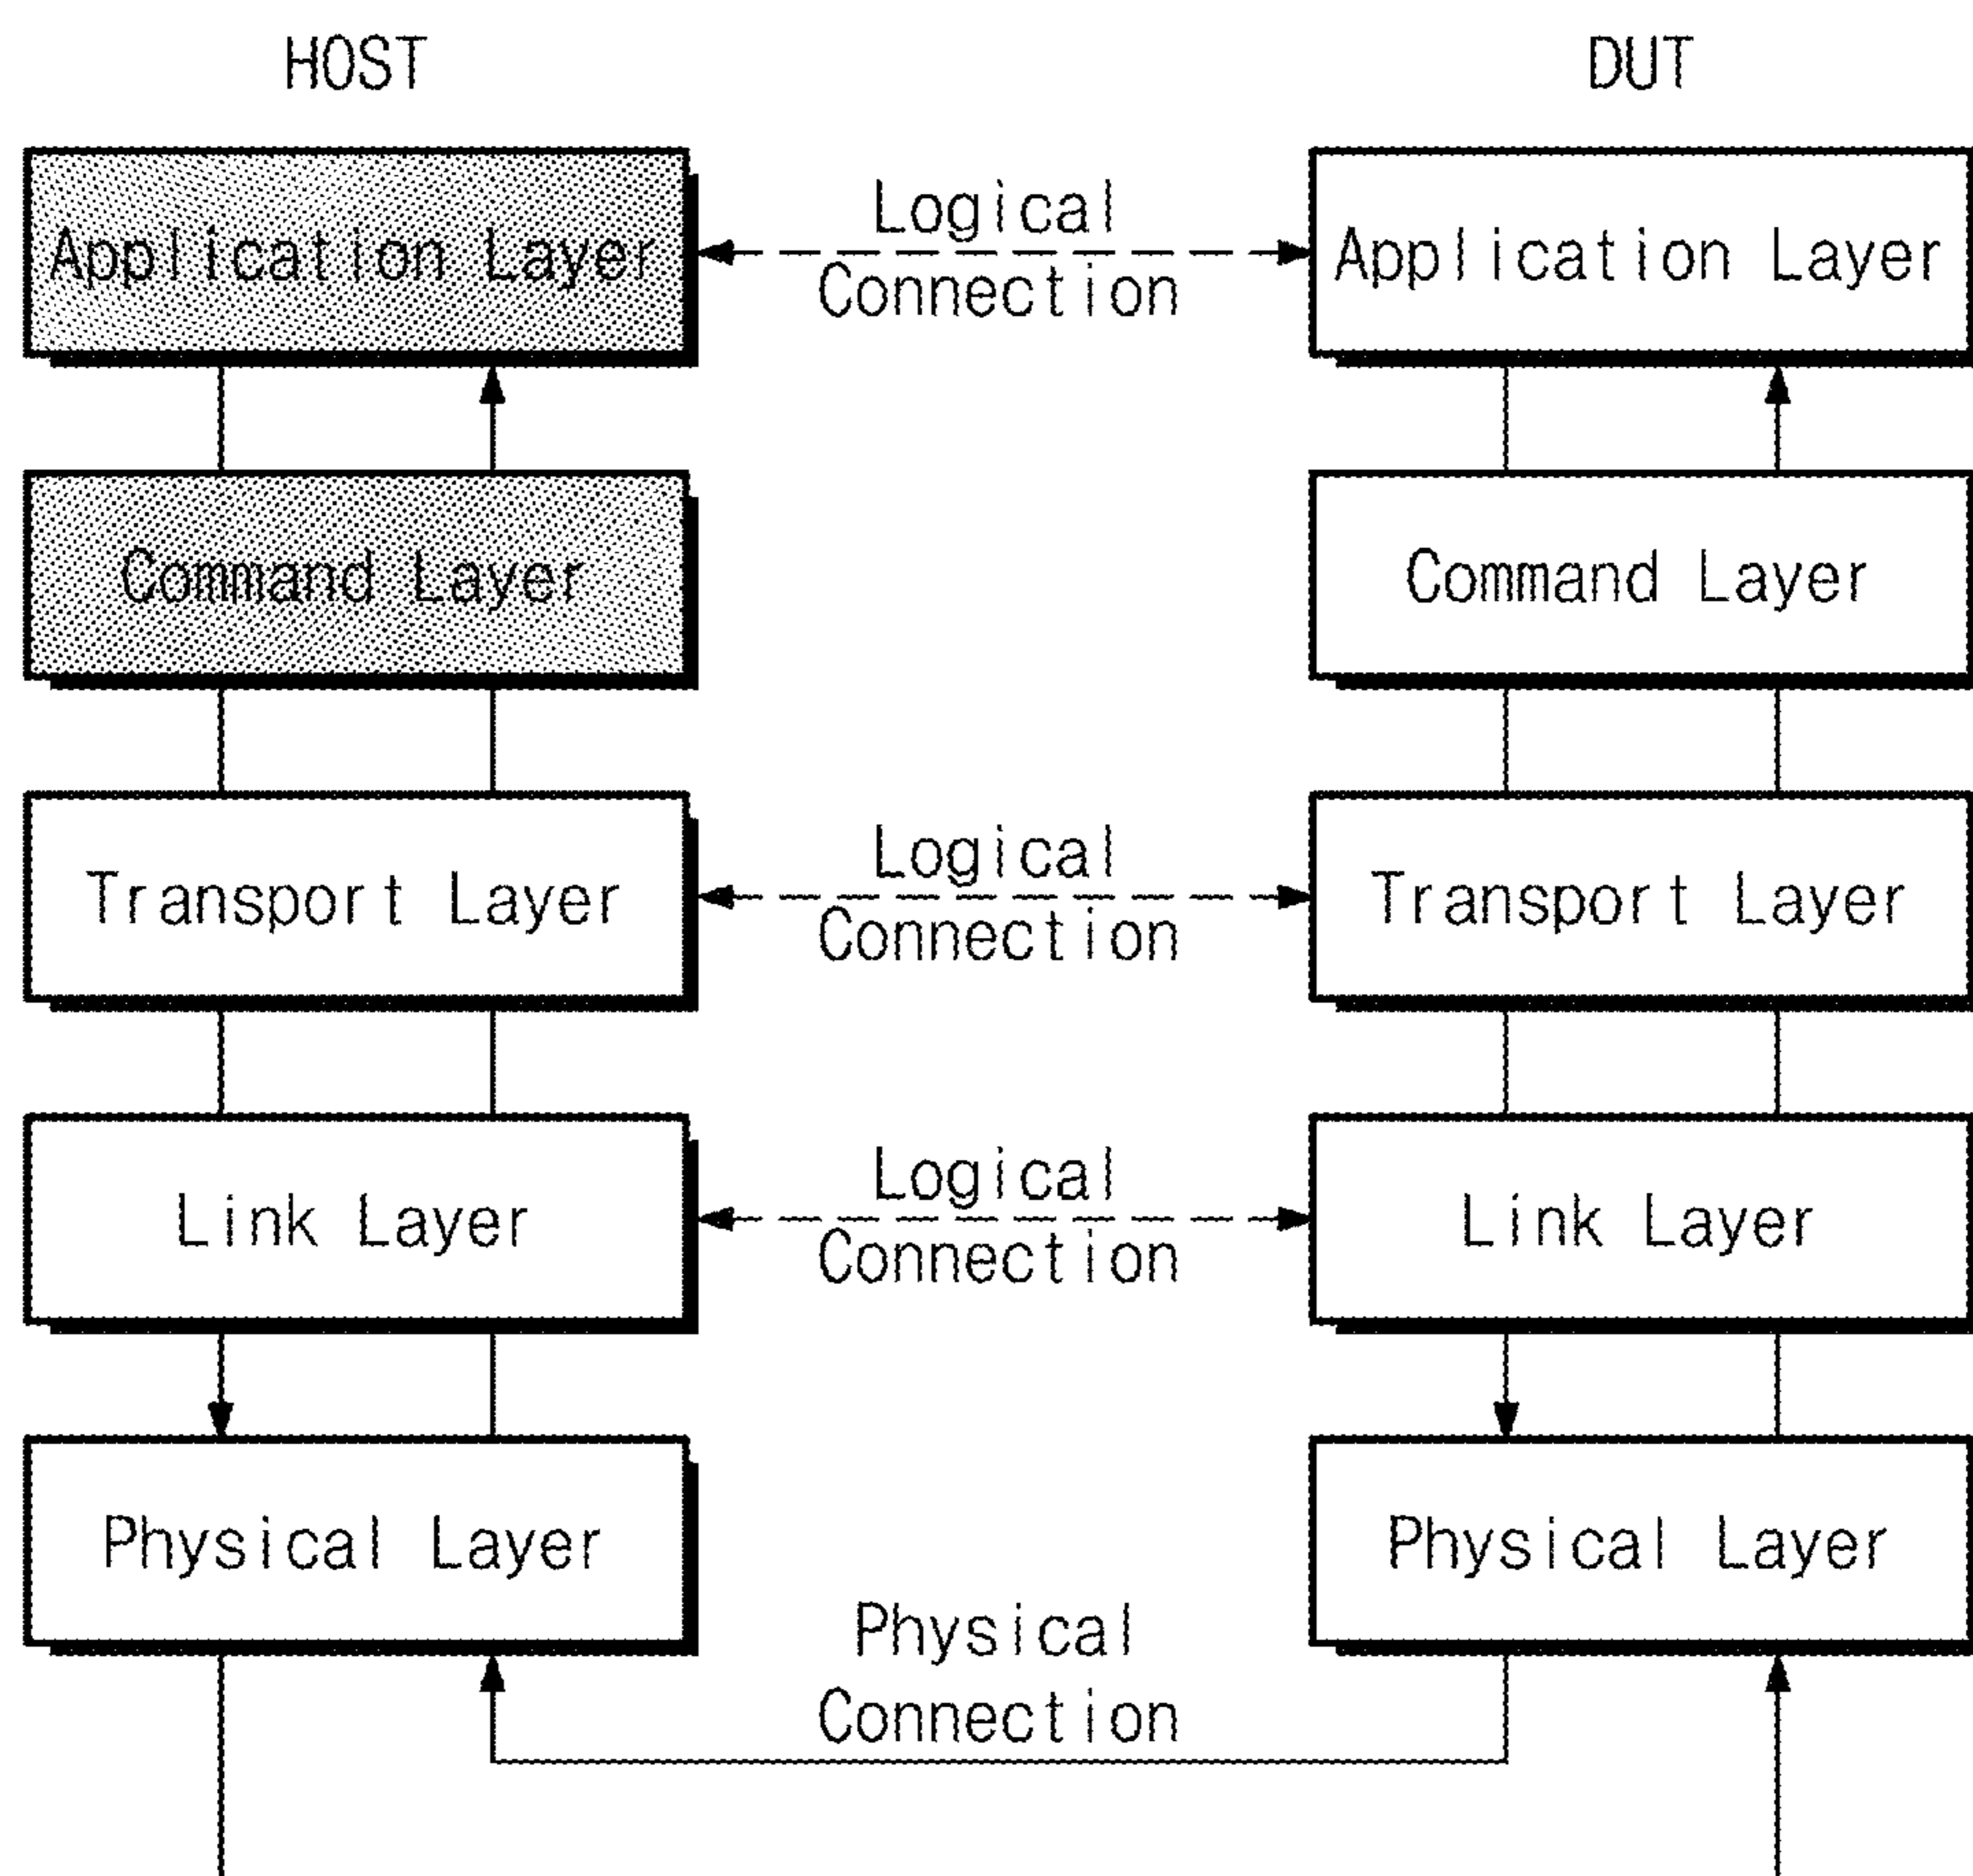 HOST
DUT
Application Layer
Logical
Connection
Application Layer
Command Layer
Command Layer
Transport Layer
Logical
Connection
Transport Layer
Link Layer
Logical
Connection
Link Layer
Physical Layer
Physical
Connection
Physical Layer